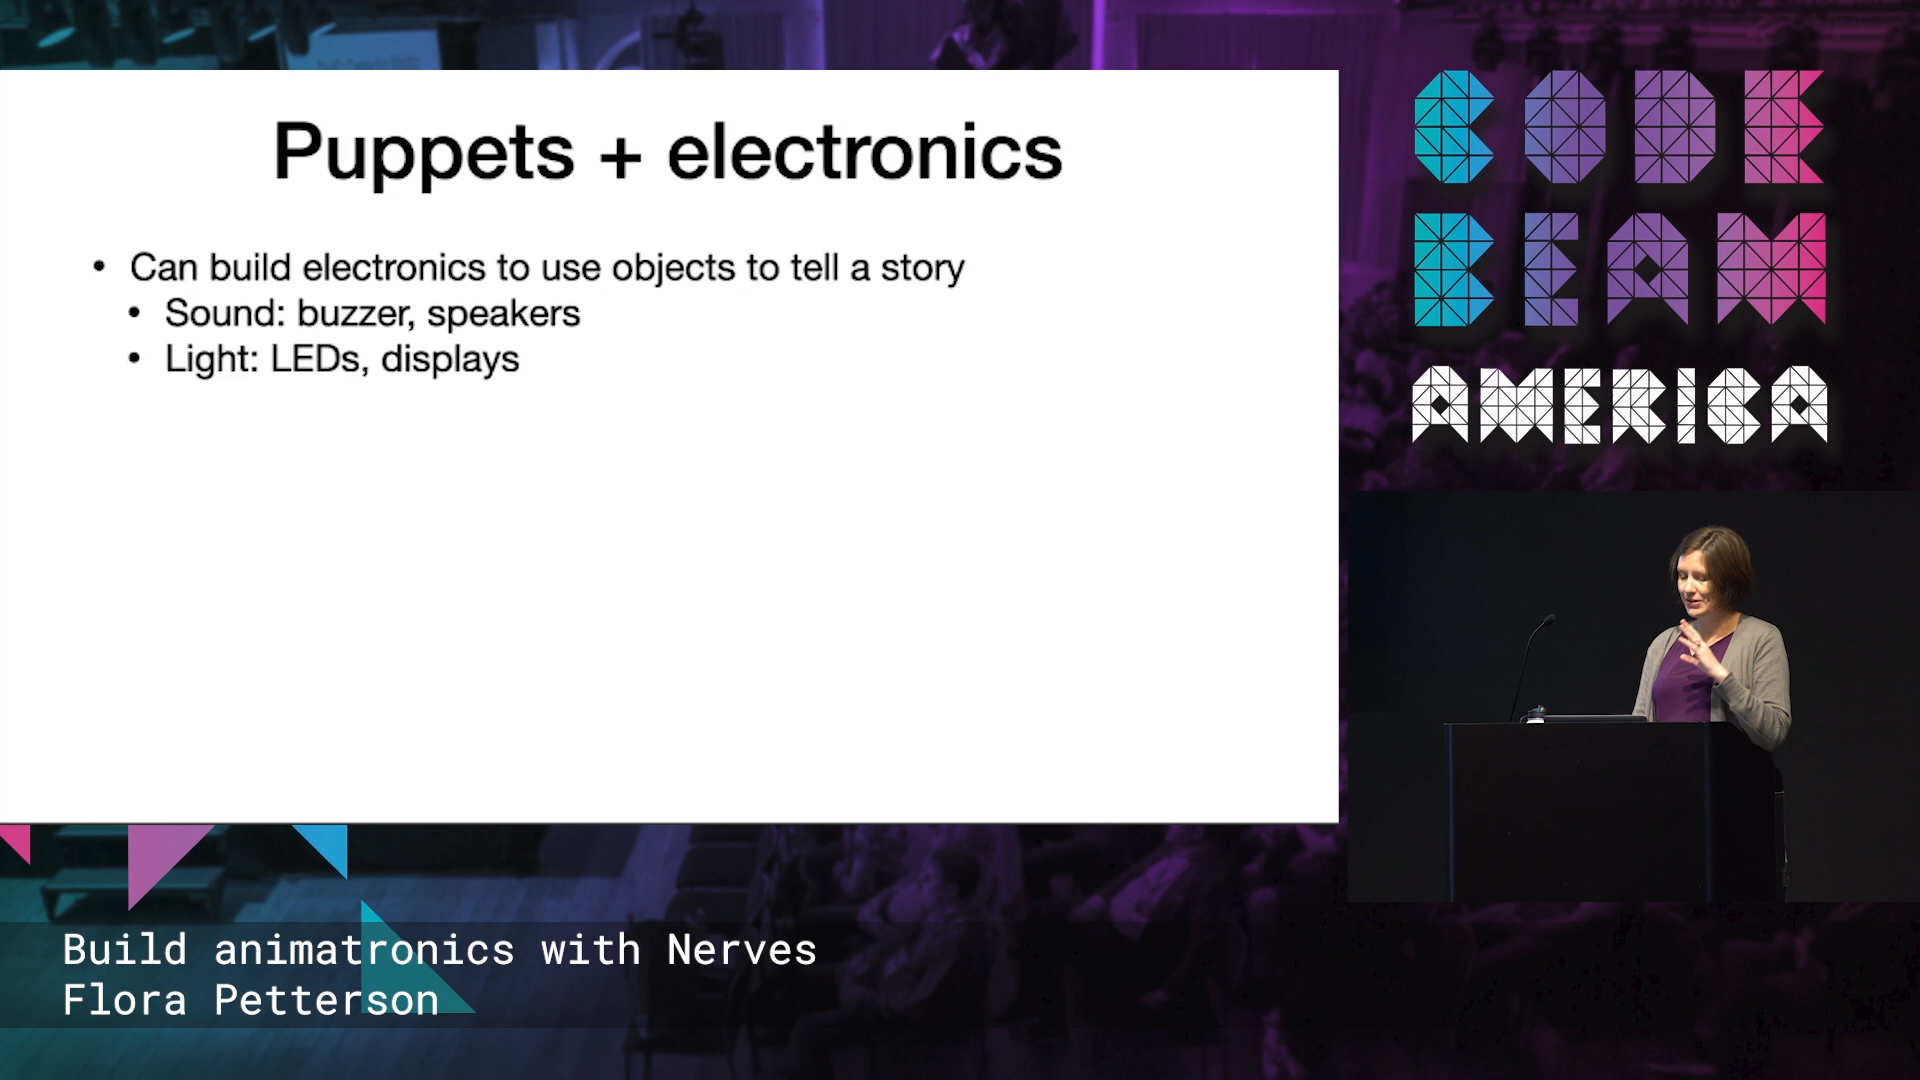 Puppets + electronics
• Can build electronics to use objects to tell a story
• Sound: buzzer, speakers
• Light: LEDs, displays
CODE
BEAM
AMERICA
Build animatronics with Nerves
Flora Petterson